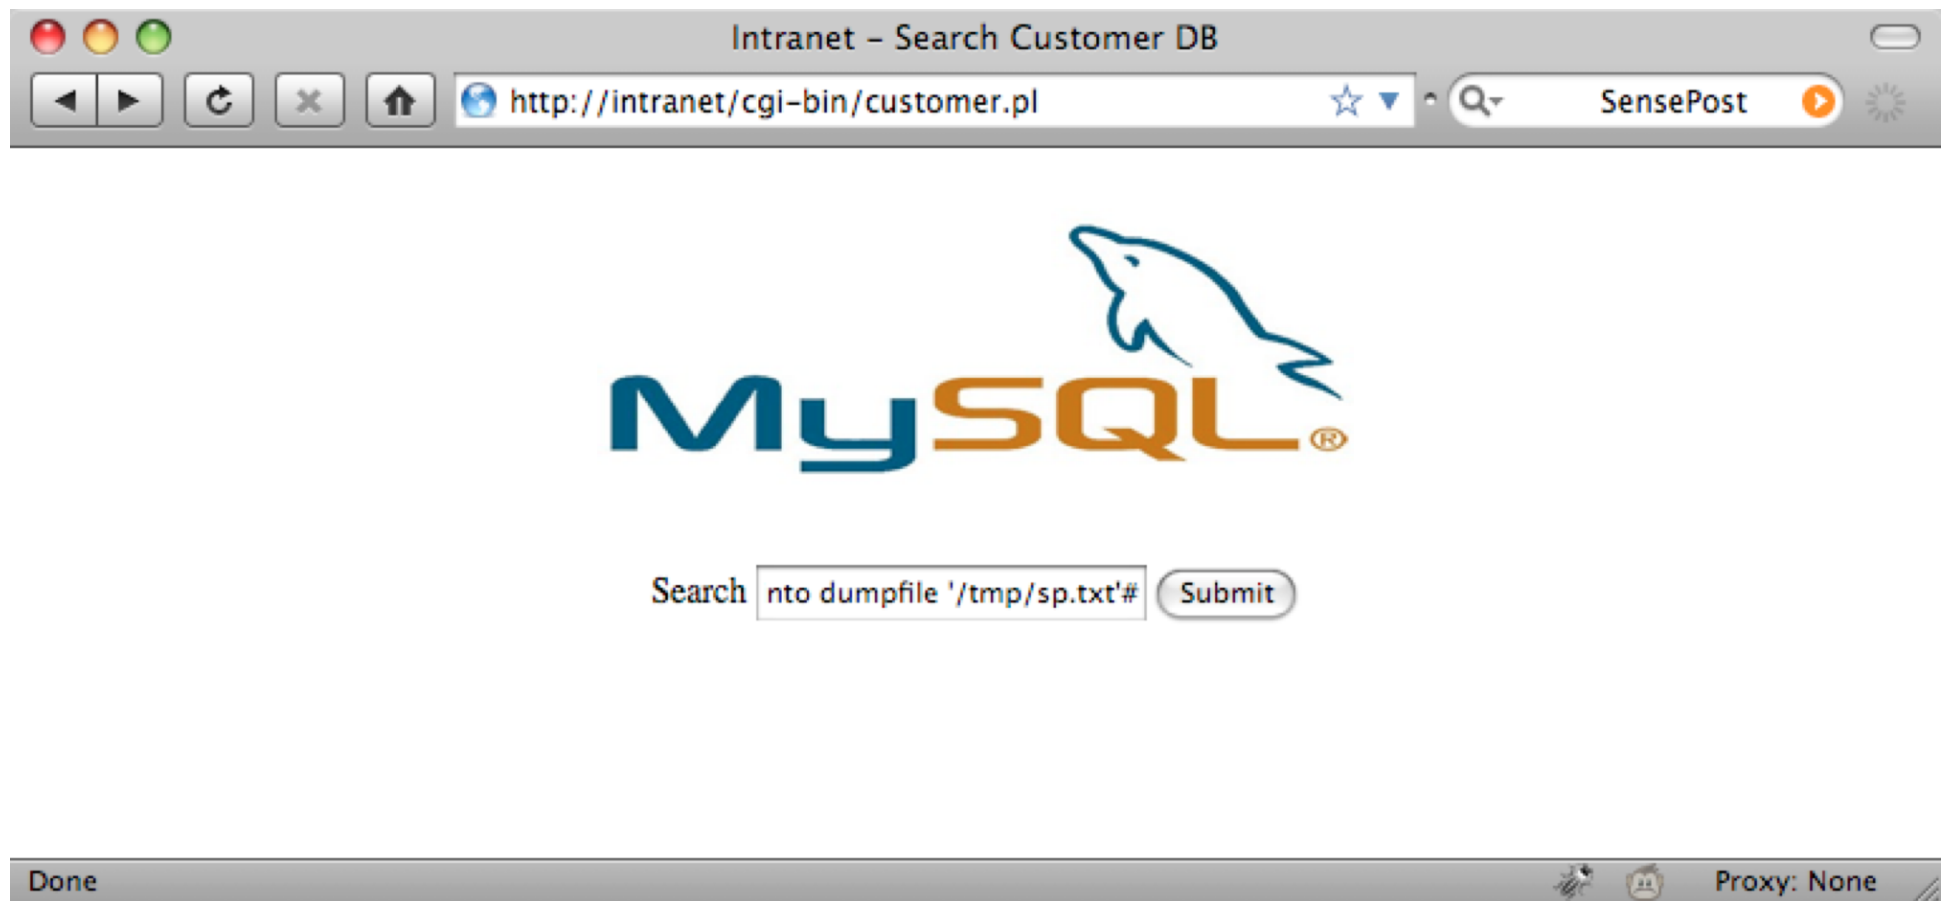 Intranet – Search Customer DB
http://intranet/cgi-bin/customer.pl SensePost
MySQL®
Search nto dumpfile '/tmp/sp.txt'# Submit
Done Proxy: None